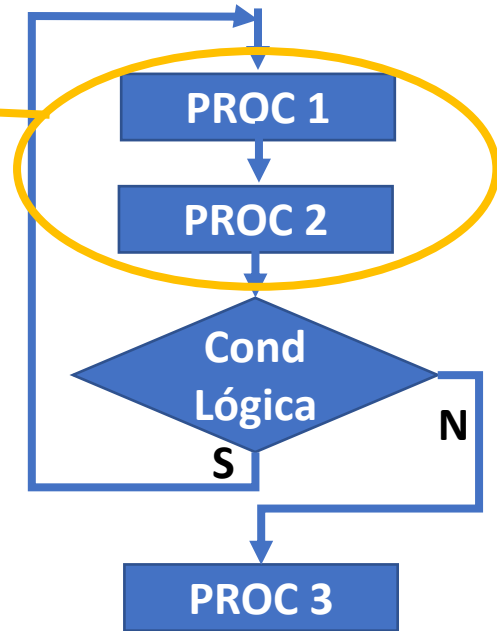 PROC 1
PROC 2
Cond
Lógica
N
S
PROC 3